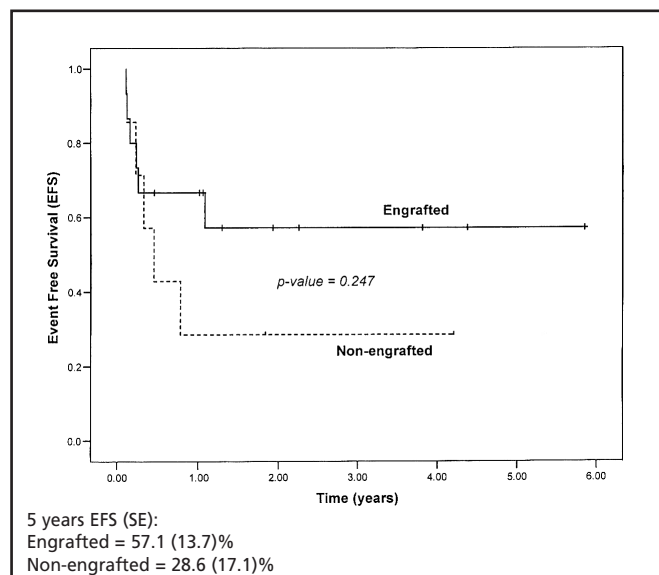 1.0
0.8
0.6
0.4
0.2
0.0
Event Free Survival (EFS)
Engrafted
p-value = 0.247
Non-engrafted
0.00 1.00 2.00 3.00 4.00 5.00 6.00
Time (years)
5 years EFS (SE):
Engrafted = 57.1 (13.7)%
Non-engrafted = 28.6 (17.1)%